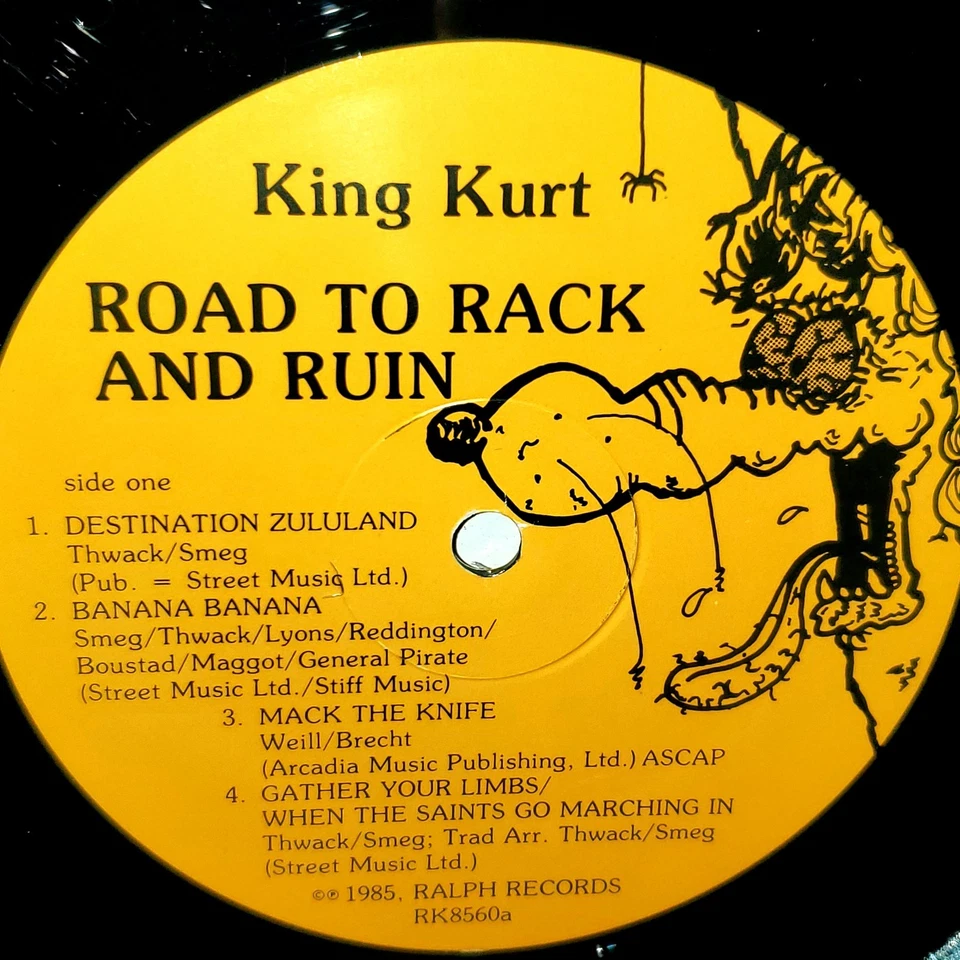 King Kurt
ROAD TO RACK
AND RUIN
side one
1. DESTINATION ZULULAND
Thwack/Smeg
(Pub. = Street Music Ltd.)
2. BANANA BANANA
Smeg/Thwack/Lyons/Reddington/
Boustad/Maggot/General Pirate
(Street Music Ltd./Stiff Music)
3. MACK THE KNIFE
Weill/Brecht
(Arcadia Music Publishing, Ltd.) ASCAP
4. GATHER YOUR LIMBS/
WHEN THE SAINTS GO MARCHING IN
Thwack/Smeg; Trad Arr. Thwack/Smeg
(Street Music Ltd.)
©℗ 1985, RALPH RECORDS
RK8560a